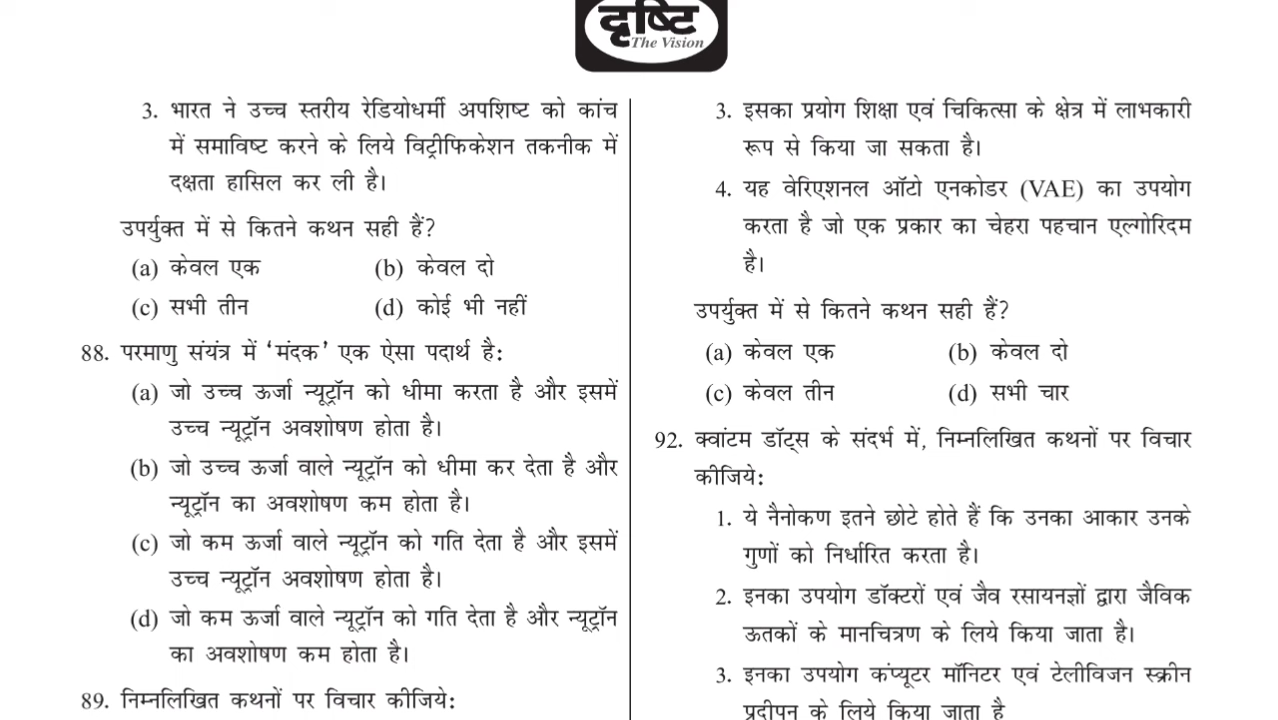 दृष्टि
The Vision
3. भारत ने उच्च स्तरीय रेडियोधर्मी अपशिष्ट को कांच
में समाविष्ट करने के लिये विट्रीफिकेशन तकनीक में
दक्षता हासिल कर ली है।
उपर्युक्त में से कितने कथन सही हैं?
(a) केवल एक (b) केवल दो
(c) सभी तीन (d) कोई भी नहीं
88. परमाणु संयंत्र में ‘मंदक’ एक ऐसा पदार्थ है:
(a) जो उच्च ऊर्जा न्यूट्रॉन को धीमा करता है और इसमें
उच्च न्यूट्रॉन अवशोषण होता है।
(b) जो उच्च ऊर्जा वाले न्यूट्रॉन को धीमा कर देता है और
न्यूट्रॉन का अवशोषण कम होता है।
(c) जो कम ऊर्जा वाले न्यूट्रॉन को गति देता है और इसमें
उच्च न्यूट्रॉन अवशोषण होता है।
(d) जो कम ऊर्जा वाले न्यूट्रॉन को गति देता है और न्यूट्रॉन
का अवशोषण कम होता है।
89. निम्नलिखित कथनों पर विचार कीजिये:
3. इसका प्रयोग शिक्षा एवं चिकित्सा के क्षेत्र में लाभकारी
रूप से किया जा सकता है।
4. यह वेरिएशनल ऑटो एनकोडर (VAE) का उपयोग
करता है जो एक प्रकार का चेहरा पहचान एल्गोरिदम
है।
उपर्युक्त में से कितने कथन सही हैं?
(a) केवल एक (b) केवल दो
(c) केवल तीन (d) सभी चार
92. क्वांटम डॉट्स के संदर्भ में, निम्नलिखित कथनों पर विचार
कीजिये:
1. ये नैनोकण इतने छोटे होते हैं कि उनका आकार उनके
गुणों को निर्धारित करता है।
2. इनका उपयोग डॉक्टरों एवं जैव रसायनज्ञों द्वारा जैविक
ऊतकों के मानचित्रण के लिये किया जाता है।
3. इनका उपयोग कंप्यूटर मॉनिटर एवं टेलीविजन स्क्रीन
प्रदीपन के लिये किया जाता है